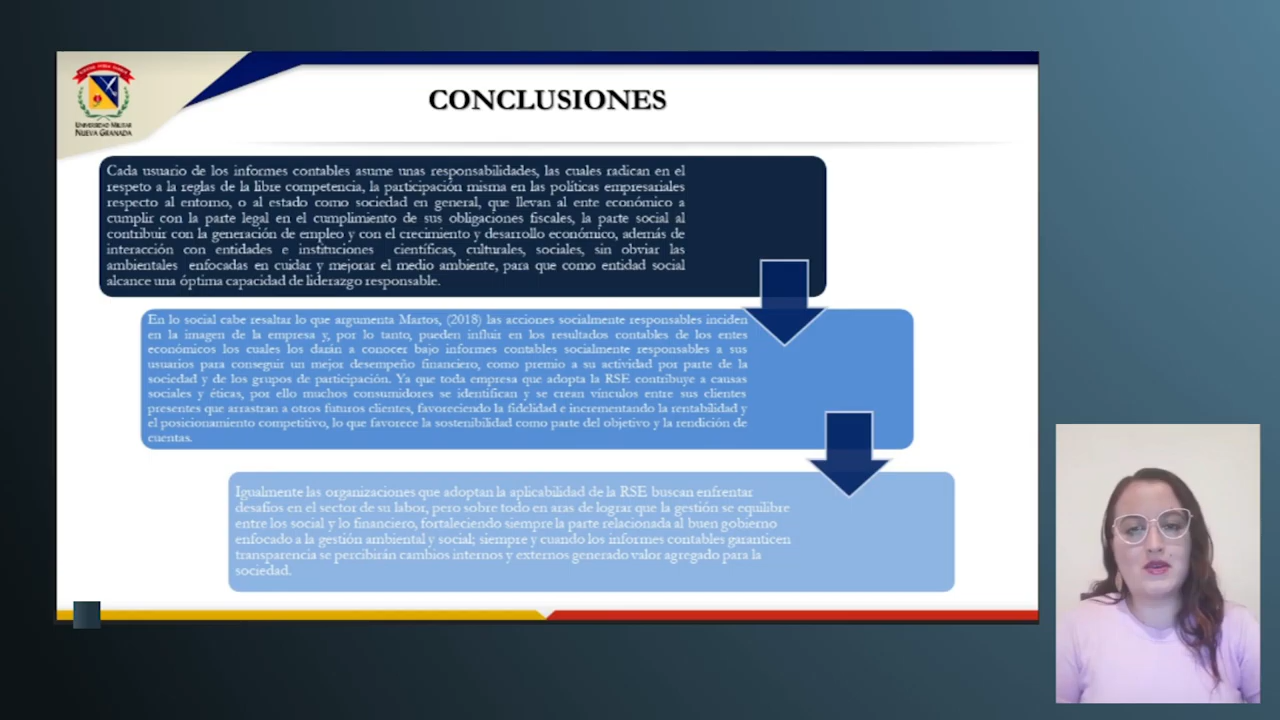 UNIVERSIDAD MILITAR
NUEVA GRANADA
CONCLUSIONES
Cada usuario de los informes contables asume unas responsabilidades, las cuales radican en el
respeto a la reglas de la libre competencia, la participación misma en las políticas empresariales
respecto al entorno, o al estado como sociedad en general, que llevan al ente económico a
cumplir con la parte legal en el cumplimiento de sus obligaciones fiscales, la parte social al
contribuir con la generación de empleo y con el crecimiento y desarrollo económico, además de
interacción con entidades e instituciones científicas, culturales, sociales, sin obviar las
ambientales enfocadas en cuidar y mejorar el medio ambiente, para que como entidad social
alcance una óptima capacidad de liderazgo responsable.
En lo social cabe resaltar lo que argumenta Martos, (2018) las acciones socialmente responsables inciden
en la imagen de la empresa y, por lo tanto, pueden influir en los resultados contables de los entes
económicos los cuales los darán a conocer bajo informes contables socialmente responsables a sus
usuarios para conseguir un mejor desempeño financiero, como premio a su actividad por parte de la
sociedad y de los grupos de participación. Ya que toda empresa que adopta la RSE contribuye a causas
sociales y éticas, por ello muchos consumidores se identifican y se crean vínculos entre sus clientes
presentes que arrastran a otros futuros clientes, favoreciendo la fidelidad e incrementando la rentabilidad y
el posicionamiento competitivo, lo que favorece la sostenibilidad como parte del objetivo y la rendición de
cuentas.
Igualmente las organizaciones que adoptan la aplicabilidad de la RSE buscan enfrentar
desafíos en el sector de su labor, pero sobre todo en aras de lograr que la gestión se equilibre
entre los social y lo financiero, fortaleciendo siempre la parte relacionada al buen gobierno
enfocado a la gestión ambiental y social; siempre y cuando los informes contables garanticen
transparencia se percibirán cambios internos y externos generado valor agregado para la
sociedad.